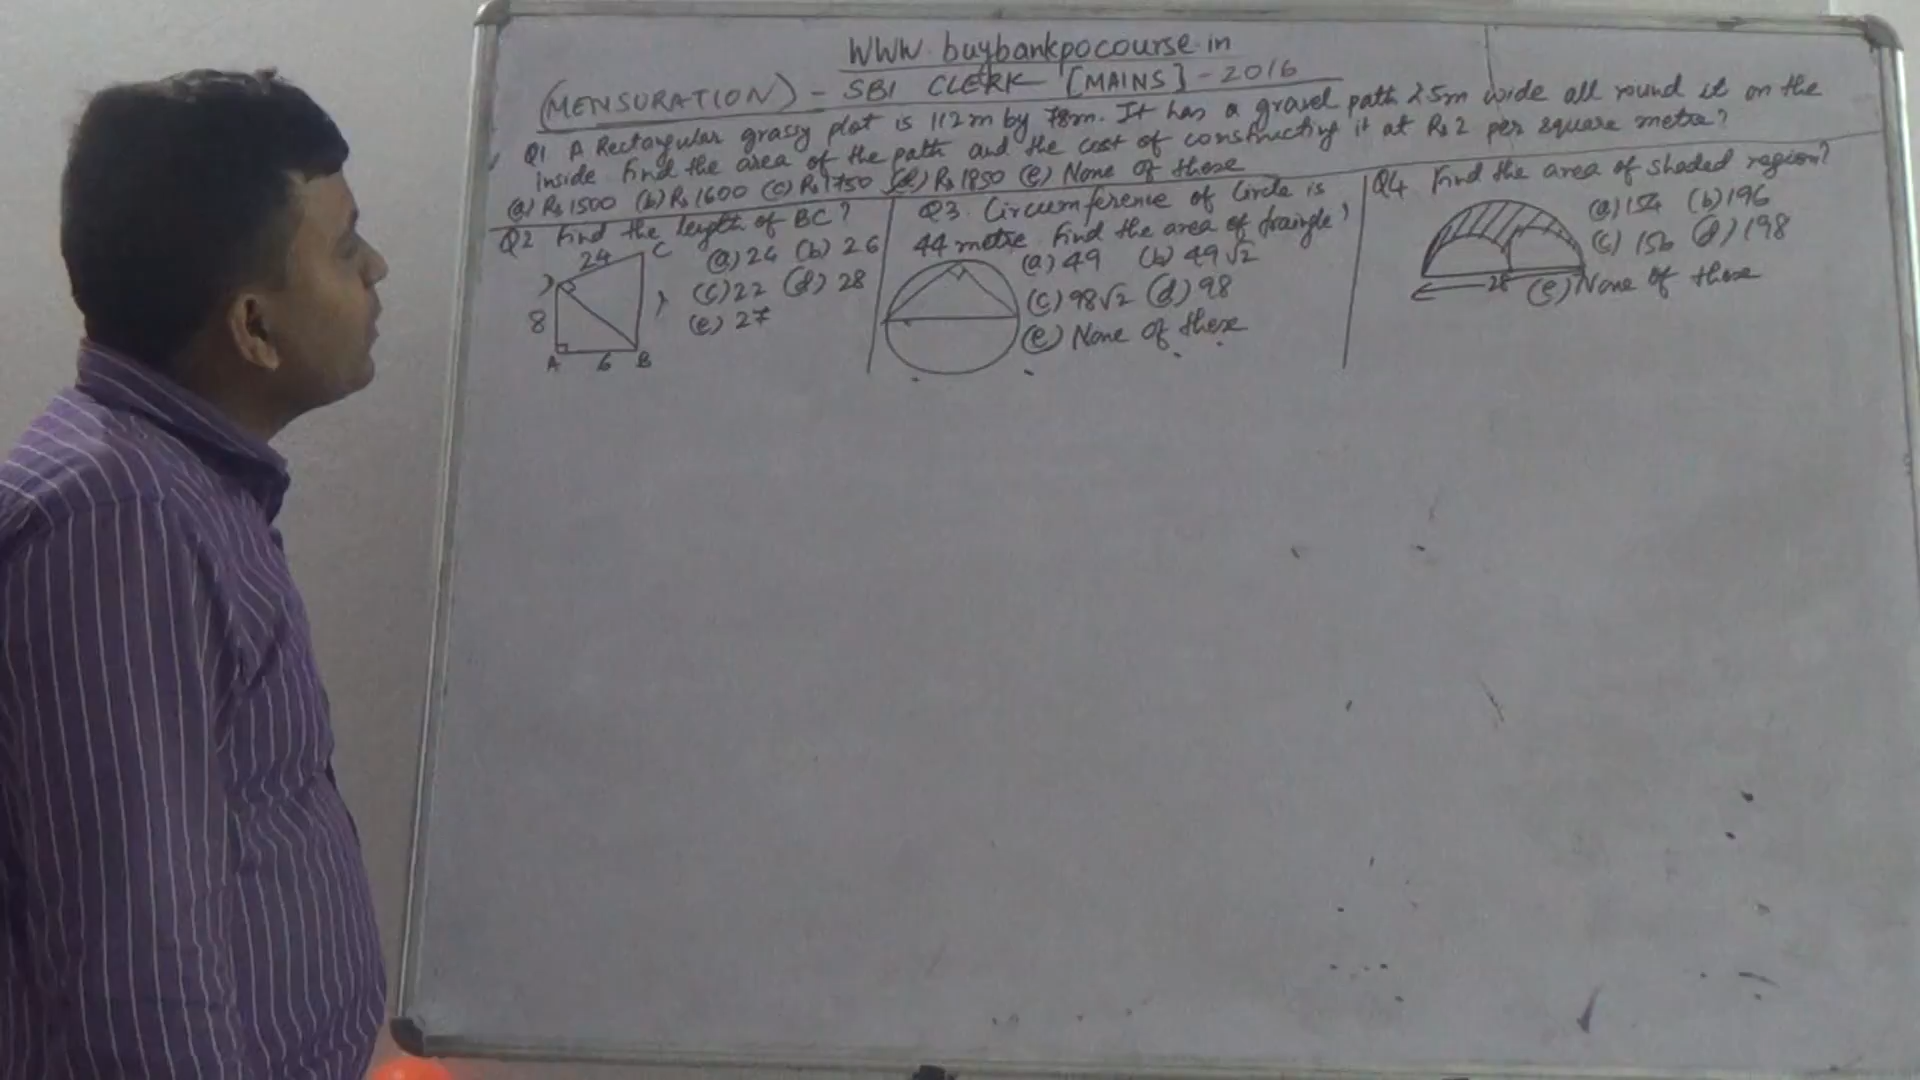 WWW.buybankpocourse.in
(MENSURATION) - SBI CLERK [MAINS] - 2016
Q1 A Rectangular grassy plot is 112m by 78m. It has a gravel path 2.5m wide all round it on the
inside. Find the area of the path and the cost of constructing it at Rs 2 per square metre?
(a) Rs 1500 (b) Rs 1600 (c) Rs 1750 (d) Rs 1850 (e) None of these
Q2 Find the length of BC?
24
C
8
A 6 B
(a) 24 (b) 26
(c) 22 (d) 28
(e) 27
Q3. Circumference of Circle is
44 metre. Find the area of traingle?
(a) 49 (b) 49√2
(c) 98√2 (d) 98
(e) None of these
Q4 Find the area of shaded region?
(a) 154 (b) 196
(c) 156 (d) 198
28
(e) None of these